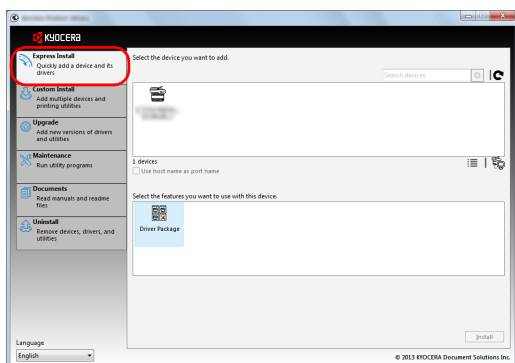 KYOCERA
Express Install
Quickly add a device and its
drivers
Custom Install
Add multiple devices and
printing utilities
Upgrade
Add new versions of drivers
and utilities
Maintenance
Run utility programs
Documents
Read manuals and readme
files
Uninstall
Remove devices, drivers, and
utilities
Language
English
Select the device you want to add.
Search devices
1 devices
Use host name as port name
Select the features you want to use with this device.
Driver Package
Install
© 2013 KYOCERA Document Solutions Inc.